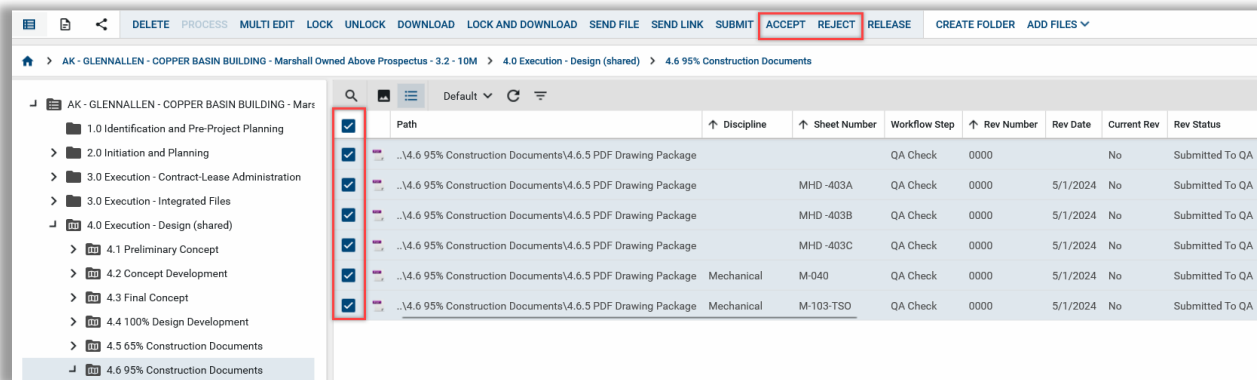 DELETE PROCESS MULTI EDIT LOCK UNLOCK DOWNLOAD LOCK AND DOWNLOAD SEND FILE SEND LINK SUBMIT ACCEPT REJECT RELEASE CREATE FOLDER ADD FILES
AK - GLENNALLEN - COPPER BASIN BUILDING - Marshall Owned Above Prospectus - 3.2 - 10M > 4.0 Execution - Design (shared) > 4.6 95% Construction Documents
AK - GLENNALLEN - COPPER BASIN BUILDING - Mars
1.0 Identification and Pre-Project Planning
2.0 Initiation and Planning
3.0 Execution - Contract-Lease Administration
3.0 Execution - Integrated Files
4.0 Execution - Design (shared)
4.1 Preliminary Concept
4.2 Concept Development
4.3 Final Concept
4.4 100% Design Development
4.5 65% Construction Documents
4.6 95% Construction Documents
Default
Path Discipline Sheet Number Workflow Step Rev Number Rev Date Current Rev Rev Status
..\4.6 95% Construction Documents\4.6.5 PDF Drawing Package QA Check 0000 No Submitted To QA
..\4.6 95% Construction Documents\4.6.5 PDF Drawing Package MHD -403A QA Check 0000 5/1/2024 No Submitted To QA
..\4.6 95% Construction Documents\4.6.5 PDF Drawing Package MHD -403B QA Check 0000 5/1/2024 No Submitted To QA
..\4.6 95% Construction Documents\4.6.5 PDF Drawing Package MHD -403C QA Check 0000 5/1/2024 No Submitted To QA
..\4.6 95% Construction Documents\4.6.5 PDF Drawing Package Mechanical M-040 QA Check 0000 5/1/2024 No Submitted To QA
..\4.6 95% Construction Documents\4.6.5 PDF Drawing Package Mechanical M-103-TSO QA Check 0000 5/1/2024 No Submitted To QA